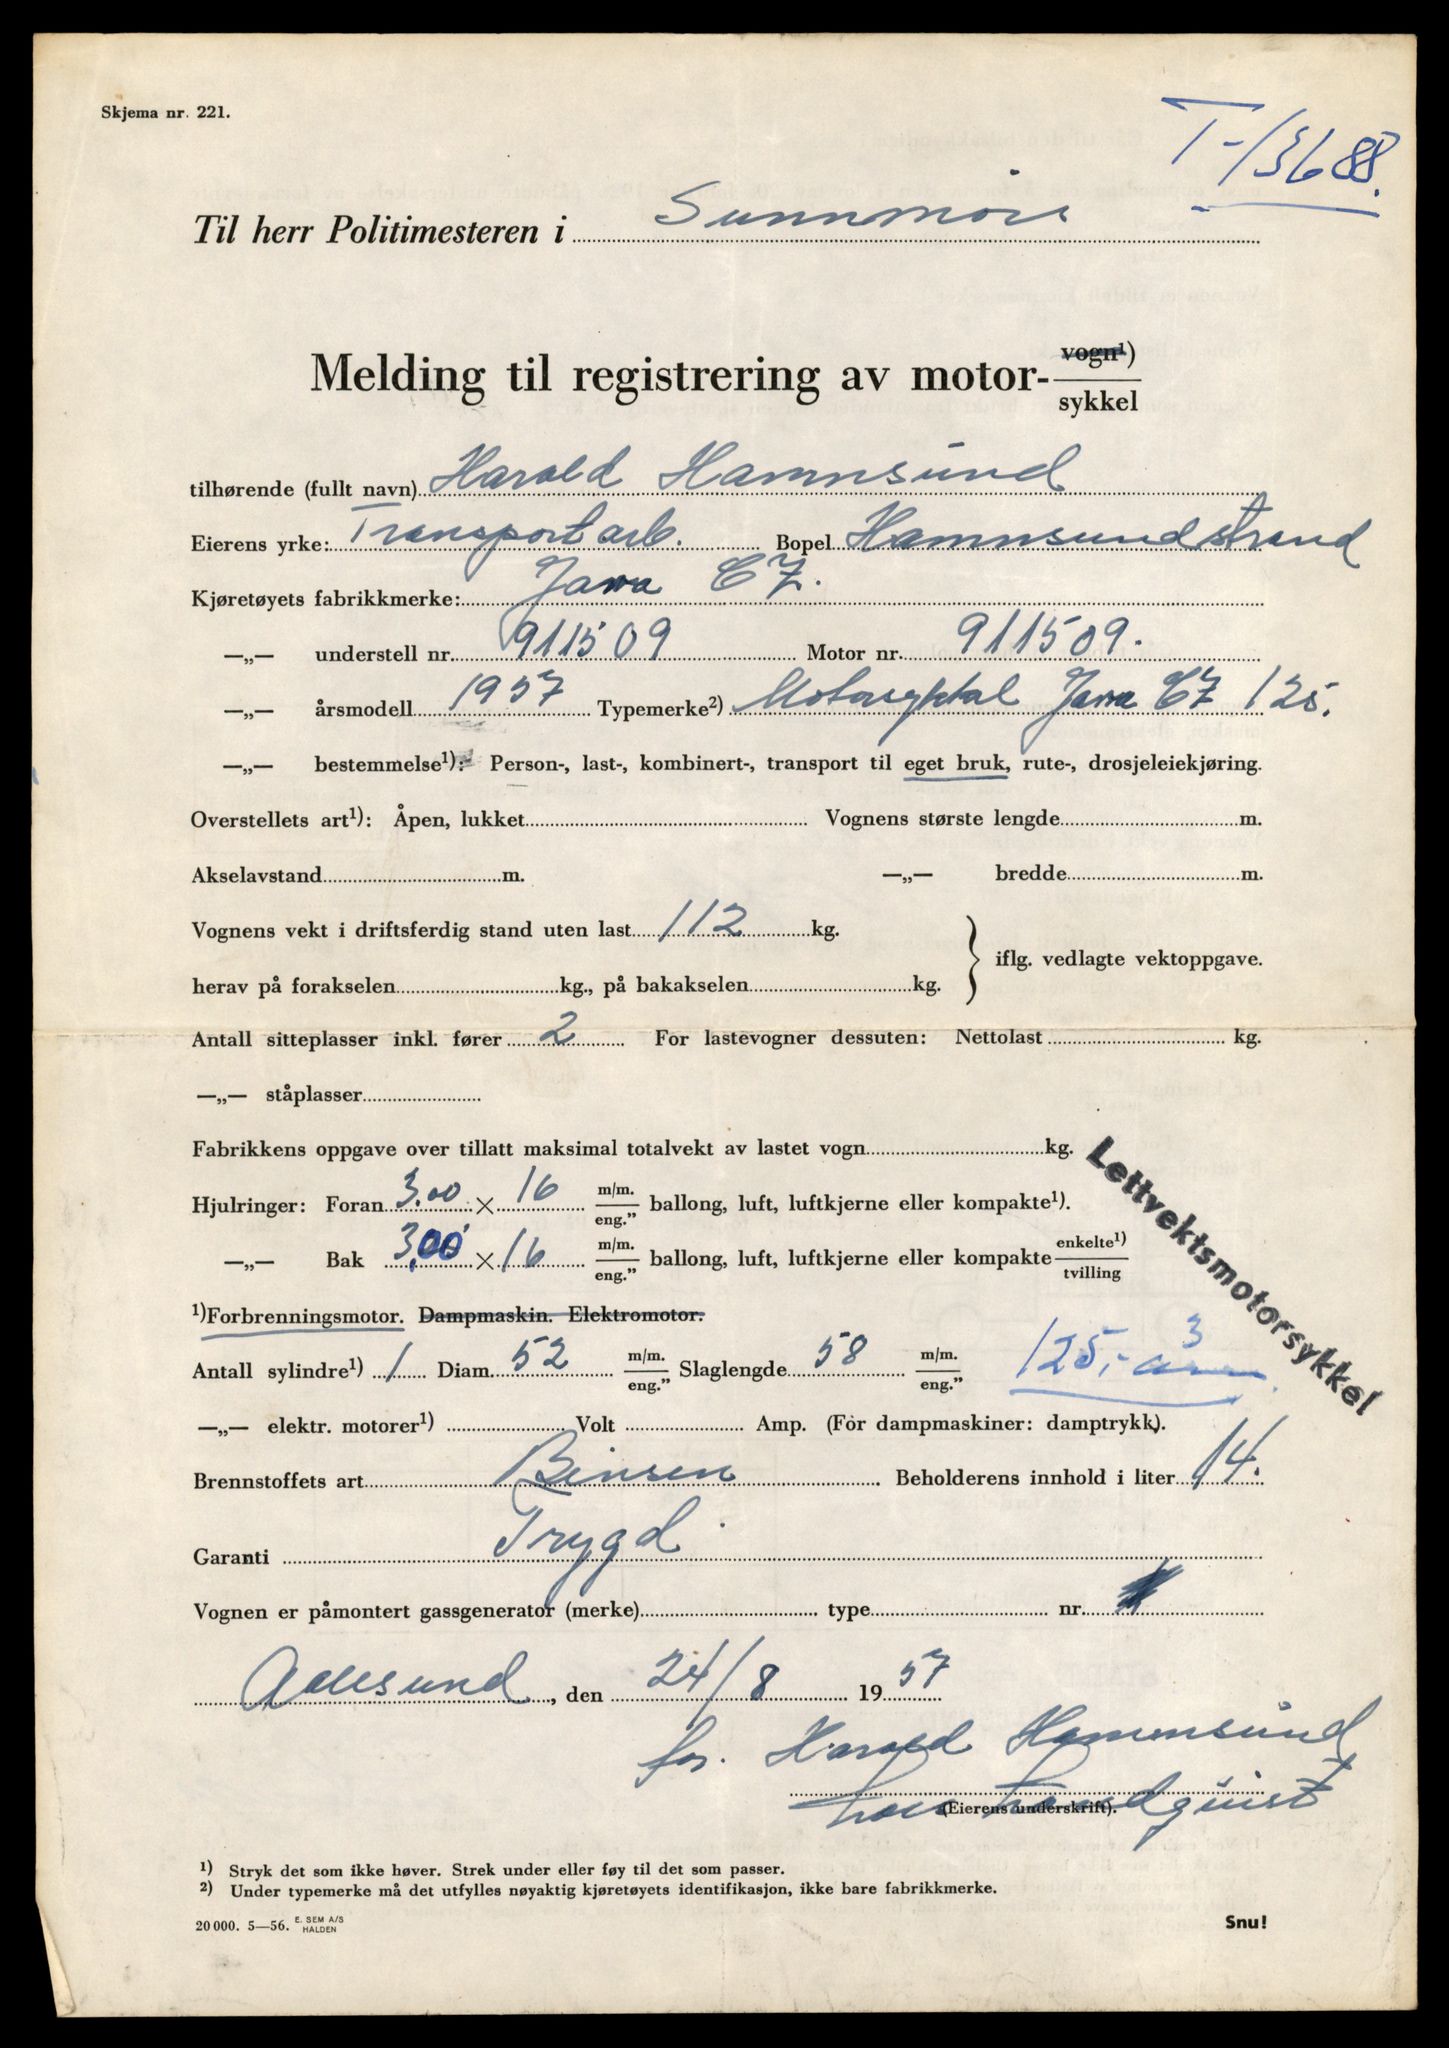 Skjema nr. 221.
T-13688.
Til herr Politimesteren i Sunnmøre
Melding til registrering av motor- vogn¹)
sykkel
tilhørende (fullt navn) Harald Hamnsund
Eierens yrke: Transportarb. Bopel Hamnsundstrand
Kjøretøyets fabrikkmerke: Jawa CZ.
—„— understell nr. 911509 Motor nr. 911509.
—„— årsmodell 1957 Typemerke²) Motorsykkel Jawa CZ 125.
—„— bestemmelse¹): Person-, last-, kombinert-, transport til eget bruk, rute-, drosjeleiekjøring.
Overstellets art¹): Åpen, lukket Vognens største lengde m.
Akselavstand m. —„— bredde m.
Vognens vekt i driftsferdig stand uten last 112 kg.
iflg. vedlagte vektoppgave.
herav på forakselen kg., på bakakselen kg.
Antall sitteplasser inkl. fører 2 For lastevogner dessuten: Nettolast kg.
—„— ståplasser
Fabrikkens oppgave over tillatt maksimal totalvekt av lastet vogn kg.
Lettvektsmotorsykkel
Hjulringer: Foran 3.00 × 16 m/m. eng.” ballong, luft, luftkjerne eller kompakte¹).
—„— Bak 3,00 × 16 m/m. eng.” ballong, luft, luftkjerne eller kompakte enkelte¹) tvilling
¹)Forbrenningsmotor. Dampmaskin. Elektromotor.
Antall sylindre¹) 1 Diam. 52 m/m. eng.” Slaglengde 58 m/m. eng.” 125,- cm 3
—„— elektr. motorer¹) Volt Amp. (For dampmaskiner: damptrykk).
Brennstoffets art Binsen Beholderens innhold i liter 14.
Garanti Trygd
Vognen er påmontert gassgenerator (merke) type nr.
Aalesund, den 24/8 1957
for. Harald Hamnsund
(Eierens underskrift).
¹) Stryk det som ikke høver. Strek under eller føy til det som passer.
²) Under typemerke må det utfylles nøyaktig kjøretøyets identifikasjon, ikke bare fabrikkmerke.
20 000. 5—56. E. SEM A/S HALDEN
Snu!